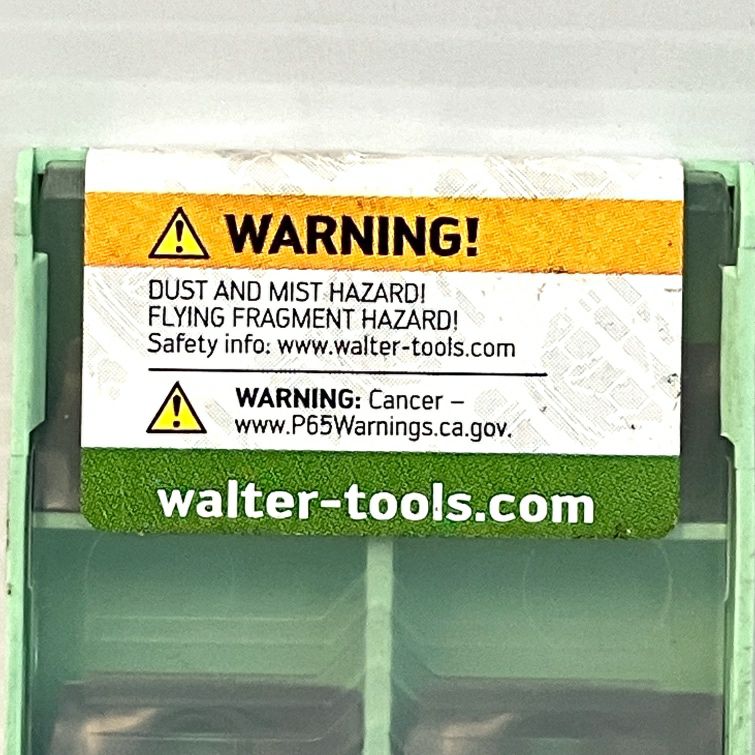 WARNING!
DUST AND MIST HAZARD!
FLYING FRAGMENT HAZARD!
Safety info: www.walter-tools.com
WARNING: Cancer –
www.P65Warnings.ca.gov.
walter-tools.com